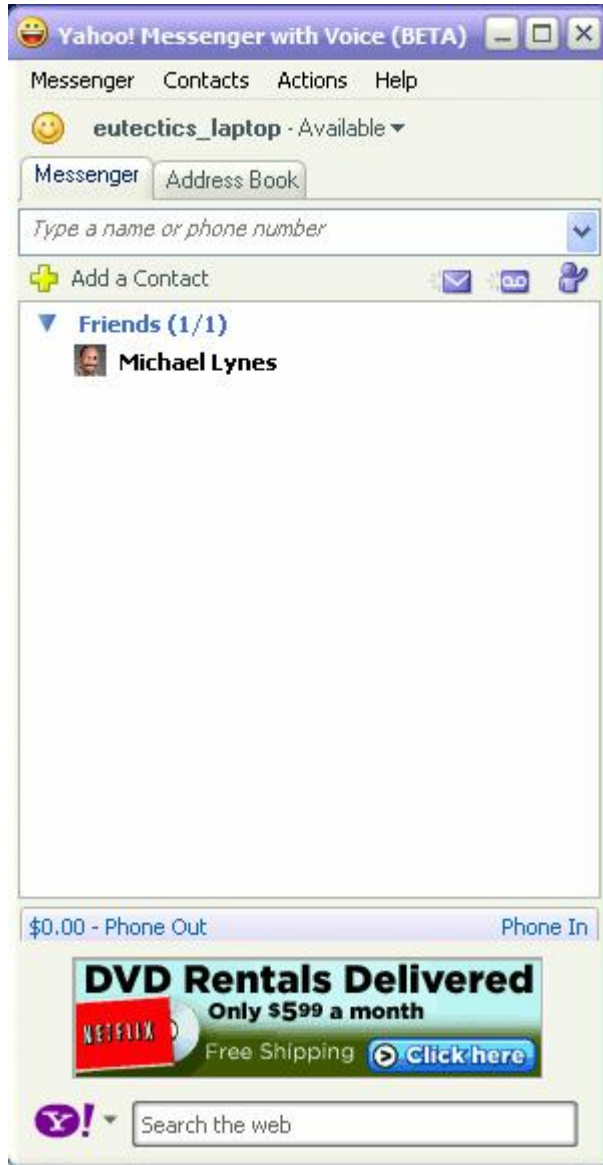 Yahoo! Messenger with Voice (BETA)
Messenger Contacts Actions Help
eutectics_laptop - Available
Messenger Address Book
Type a name or phone number
Add a Contact
Friends (1/1)
Michael Lynes
$0.00 - Phone Out Phone In
DVD Rentals Delivered
Only $5.99 a month
NETFLIX
Free Shipping Click here
Y!
Search the web